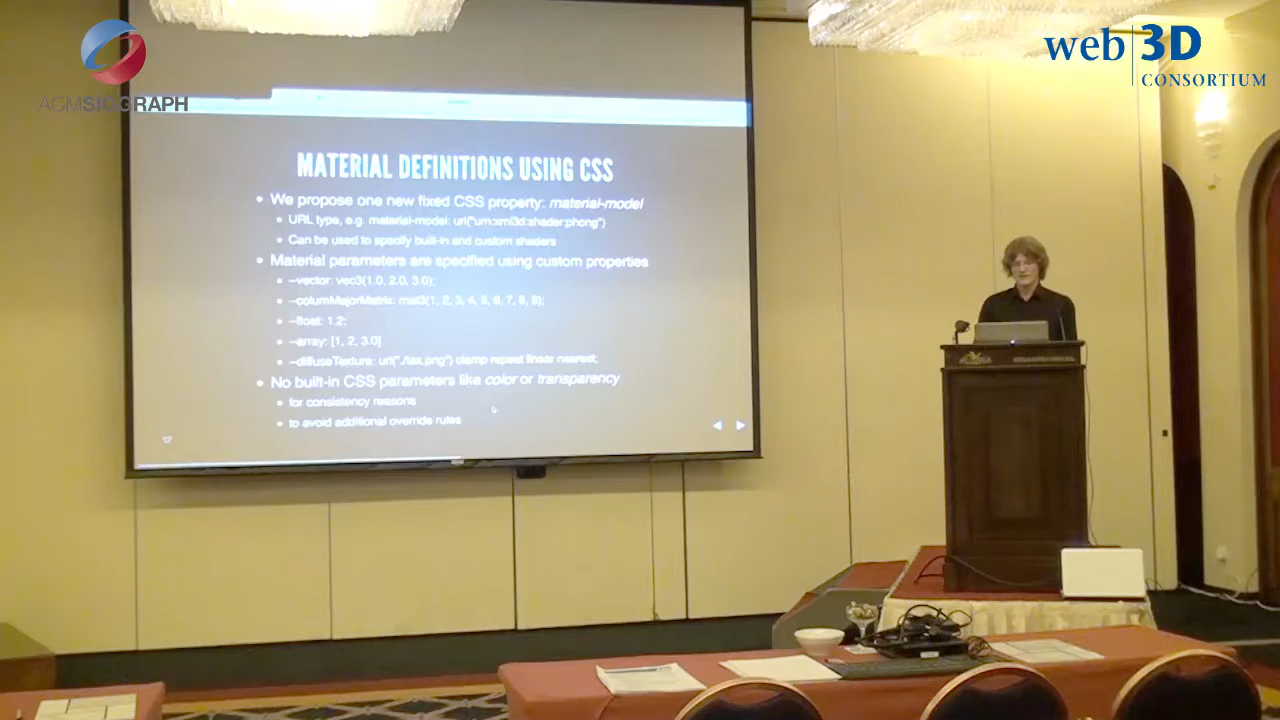 ACMSIGGRAPH
web 3D
CONSORTIUM
MATERIAL DEFINITIONS USING CSS
• We propose one new fixed CSS property: material-model
• URL type, e.g. material-model: url("urn:xml3d:shader:phong")
• Can be used to specify built-in and custom shaders
• Material parameters are specified using custom properties
• --vector: vec3(1.0, 2.0, 3.0);
• --columMajorMatrix: mat3(1, 2, 3, 4, 5, 6, 7, 8, 9);
• --float: 1.2;
• --array: [1, 2, 3.0]
• --diffuseTexture: url("./tex.png") clamp repeat linear nearest;
• No built-in CSS parameters like color or transparency
• for consistency reasons
• to avoid additional override rules